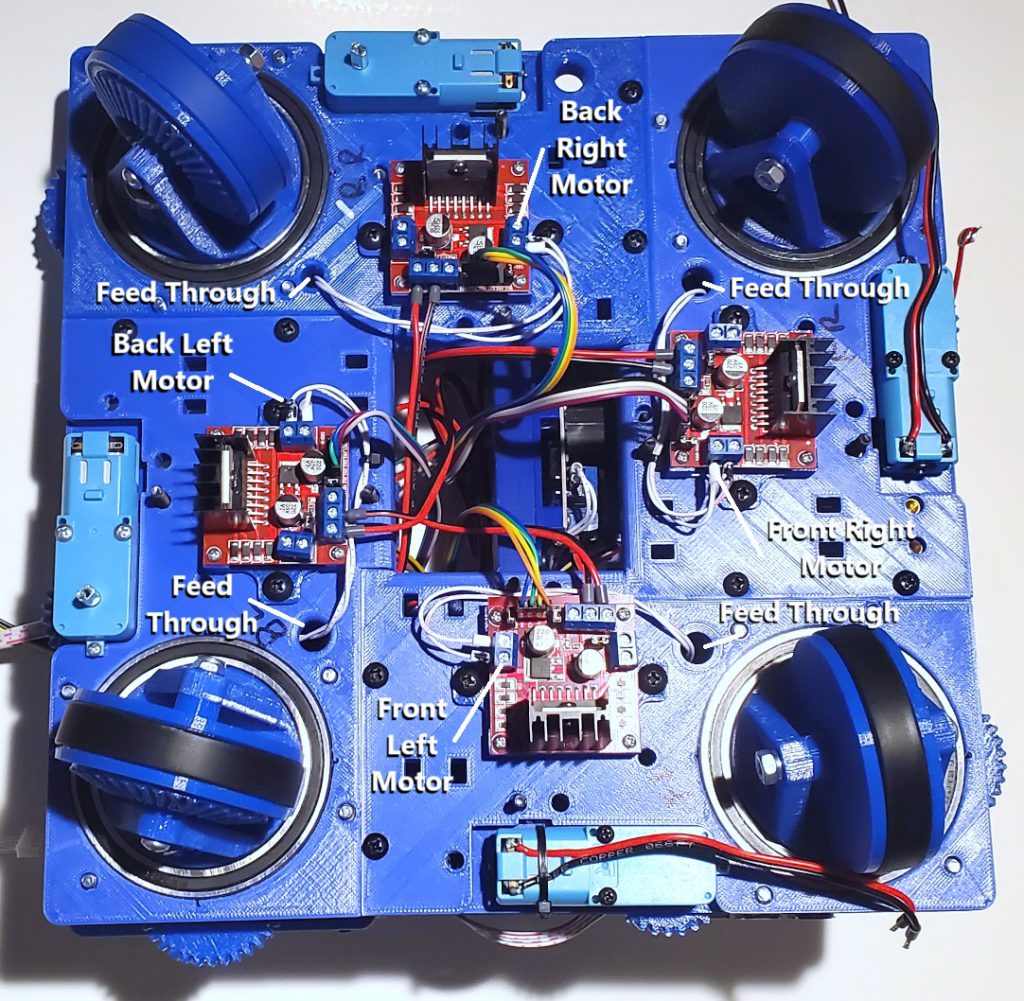 Back
Right
Motor
Feed Through
Feed Through
Back Left
Motor
Front Right
Motor
Feed
Through
Feed Through
Front
Left
Motor
COPPER